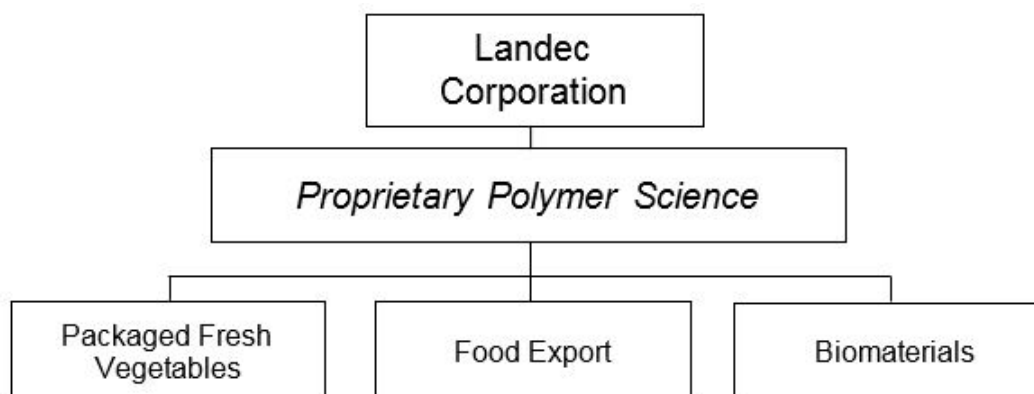 Landec
Corporation
Proprietary Polymer Science
Packaged Fresh
Vegetables
Food Export
Biomaterials